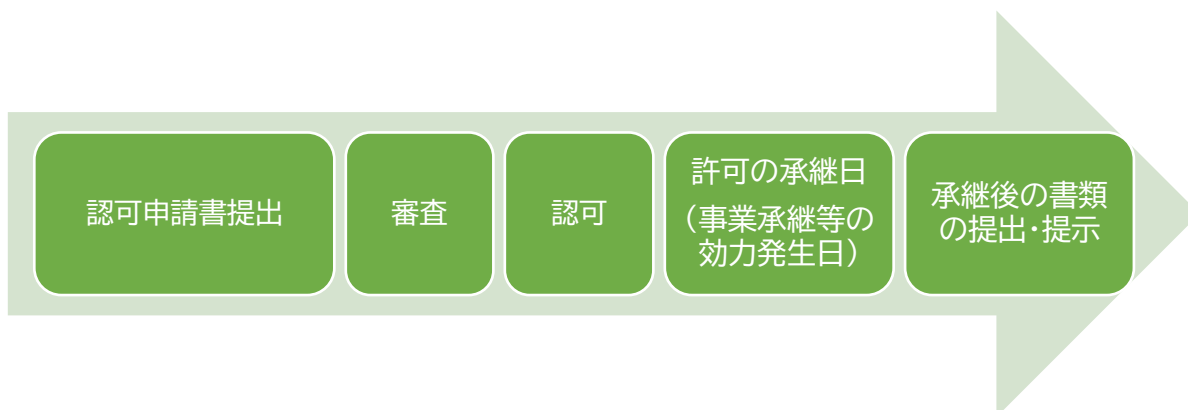 認可申請書提出
審査
認可
許可の承継日
（事業承継等の
効力発生日）
承継後の書類
の提出・提示